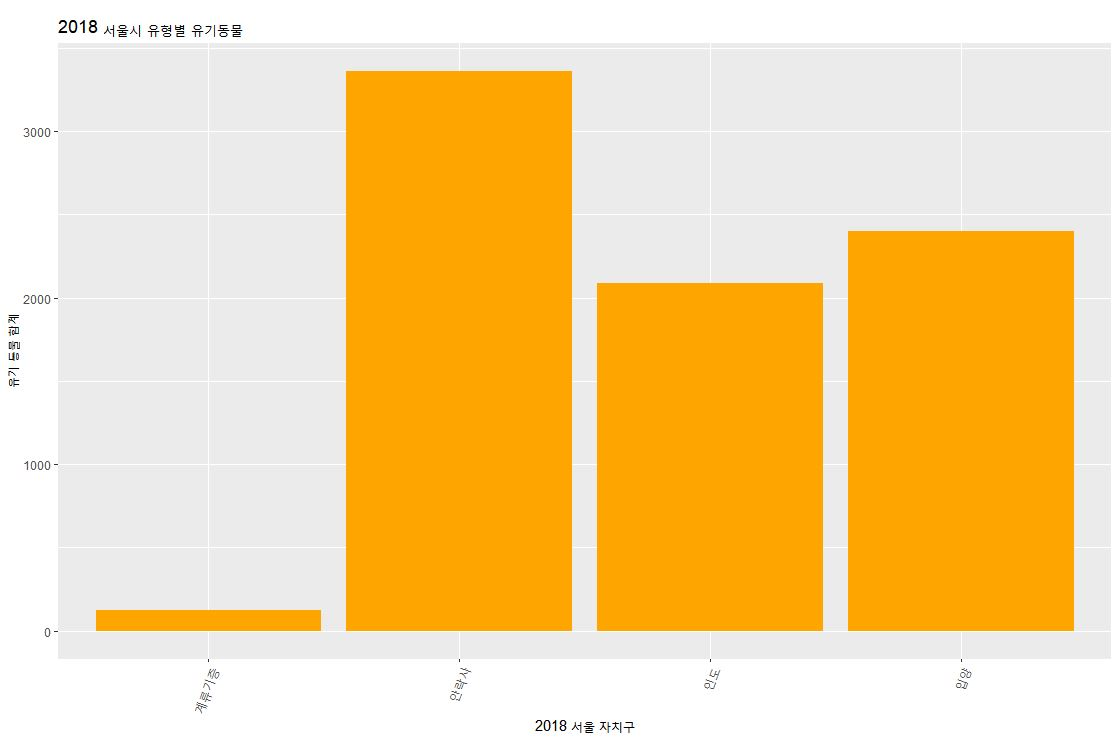 2018 서울시 유형별 유기동물
유기 동물 합계
3000
2000
1000
0
계류기증
안락사
인도
입양
2018 서울 자치구